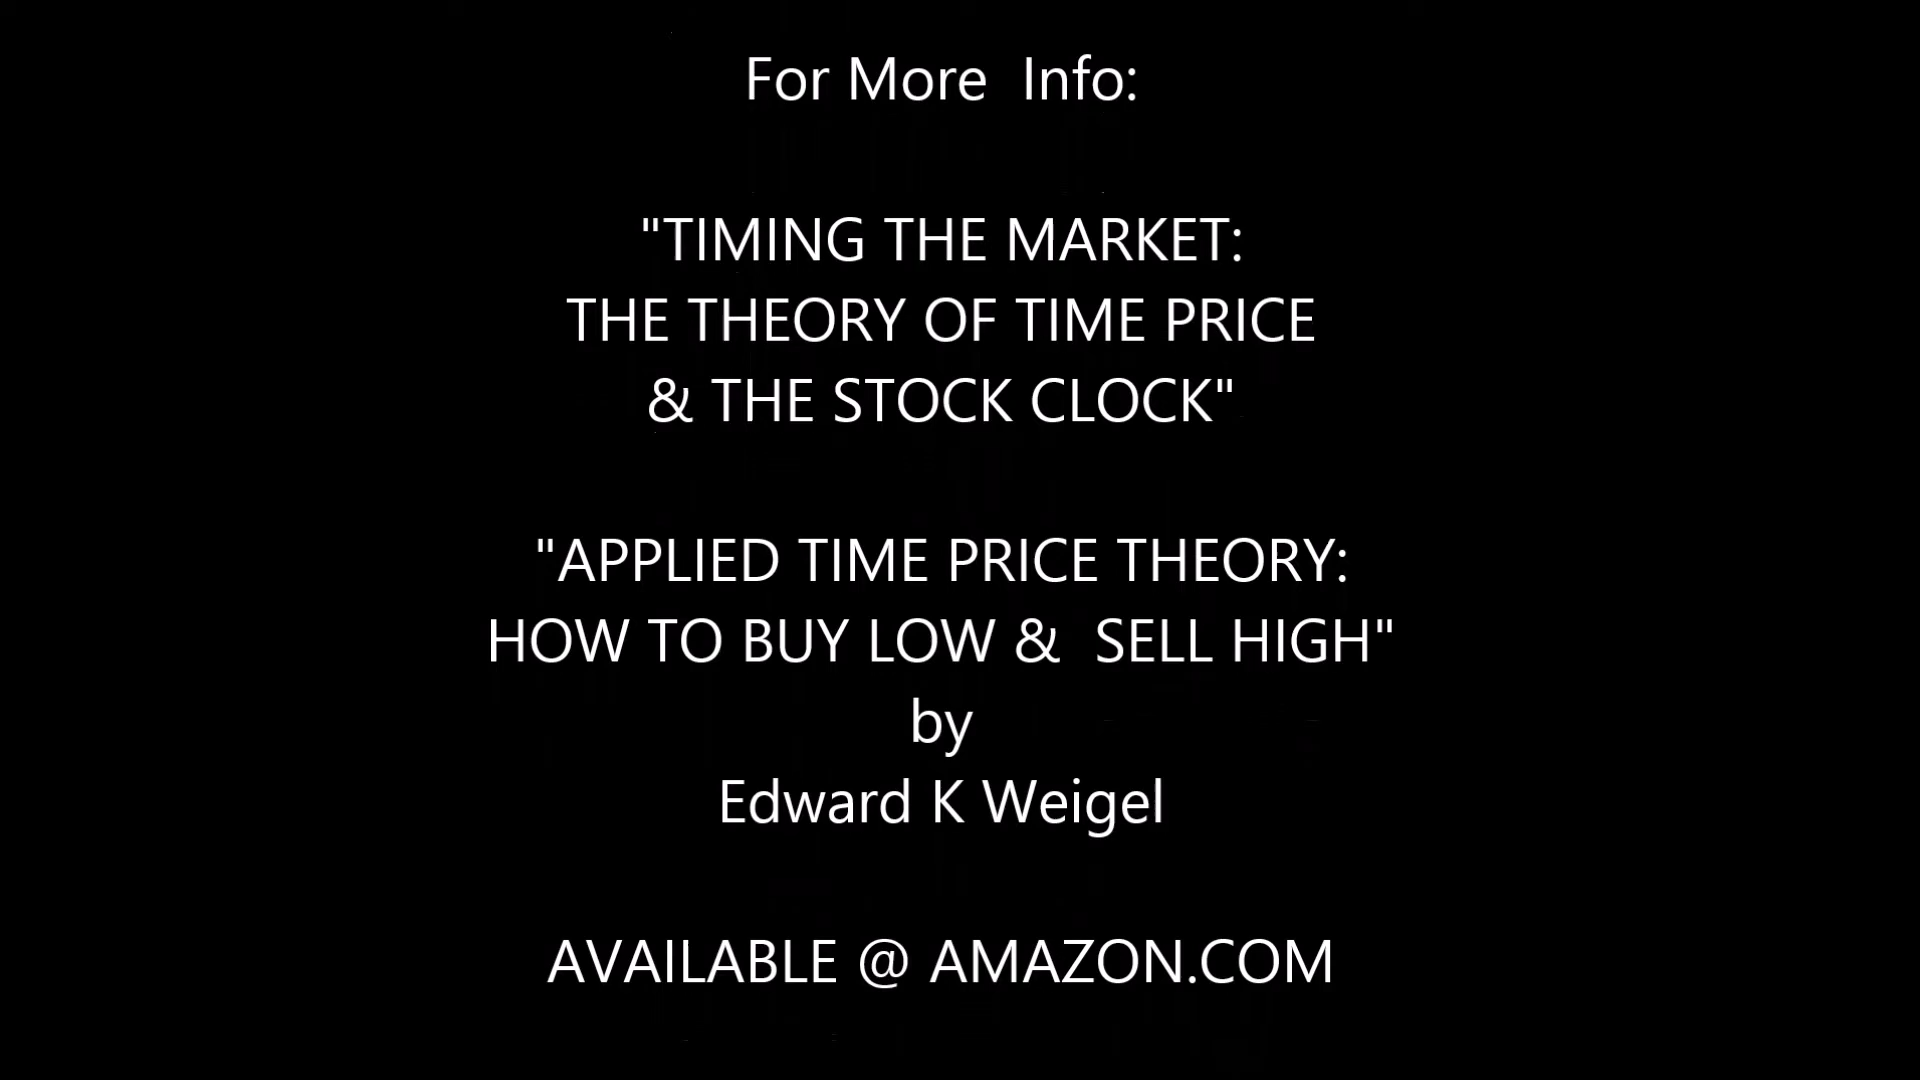 For More  Info:
"TIMING THE MARKET:
THE THEORY OF TIME PRICE
& THE STOCK CLOCK"
"APPLIED TIME PRICE THEORY:
HOW TO BUY LOW &  SELL HIGH"
by
Edward K Weigel
AVAILABLE @ AMAZON.COM